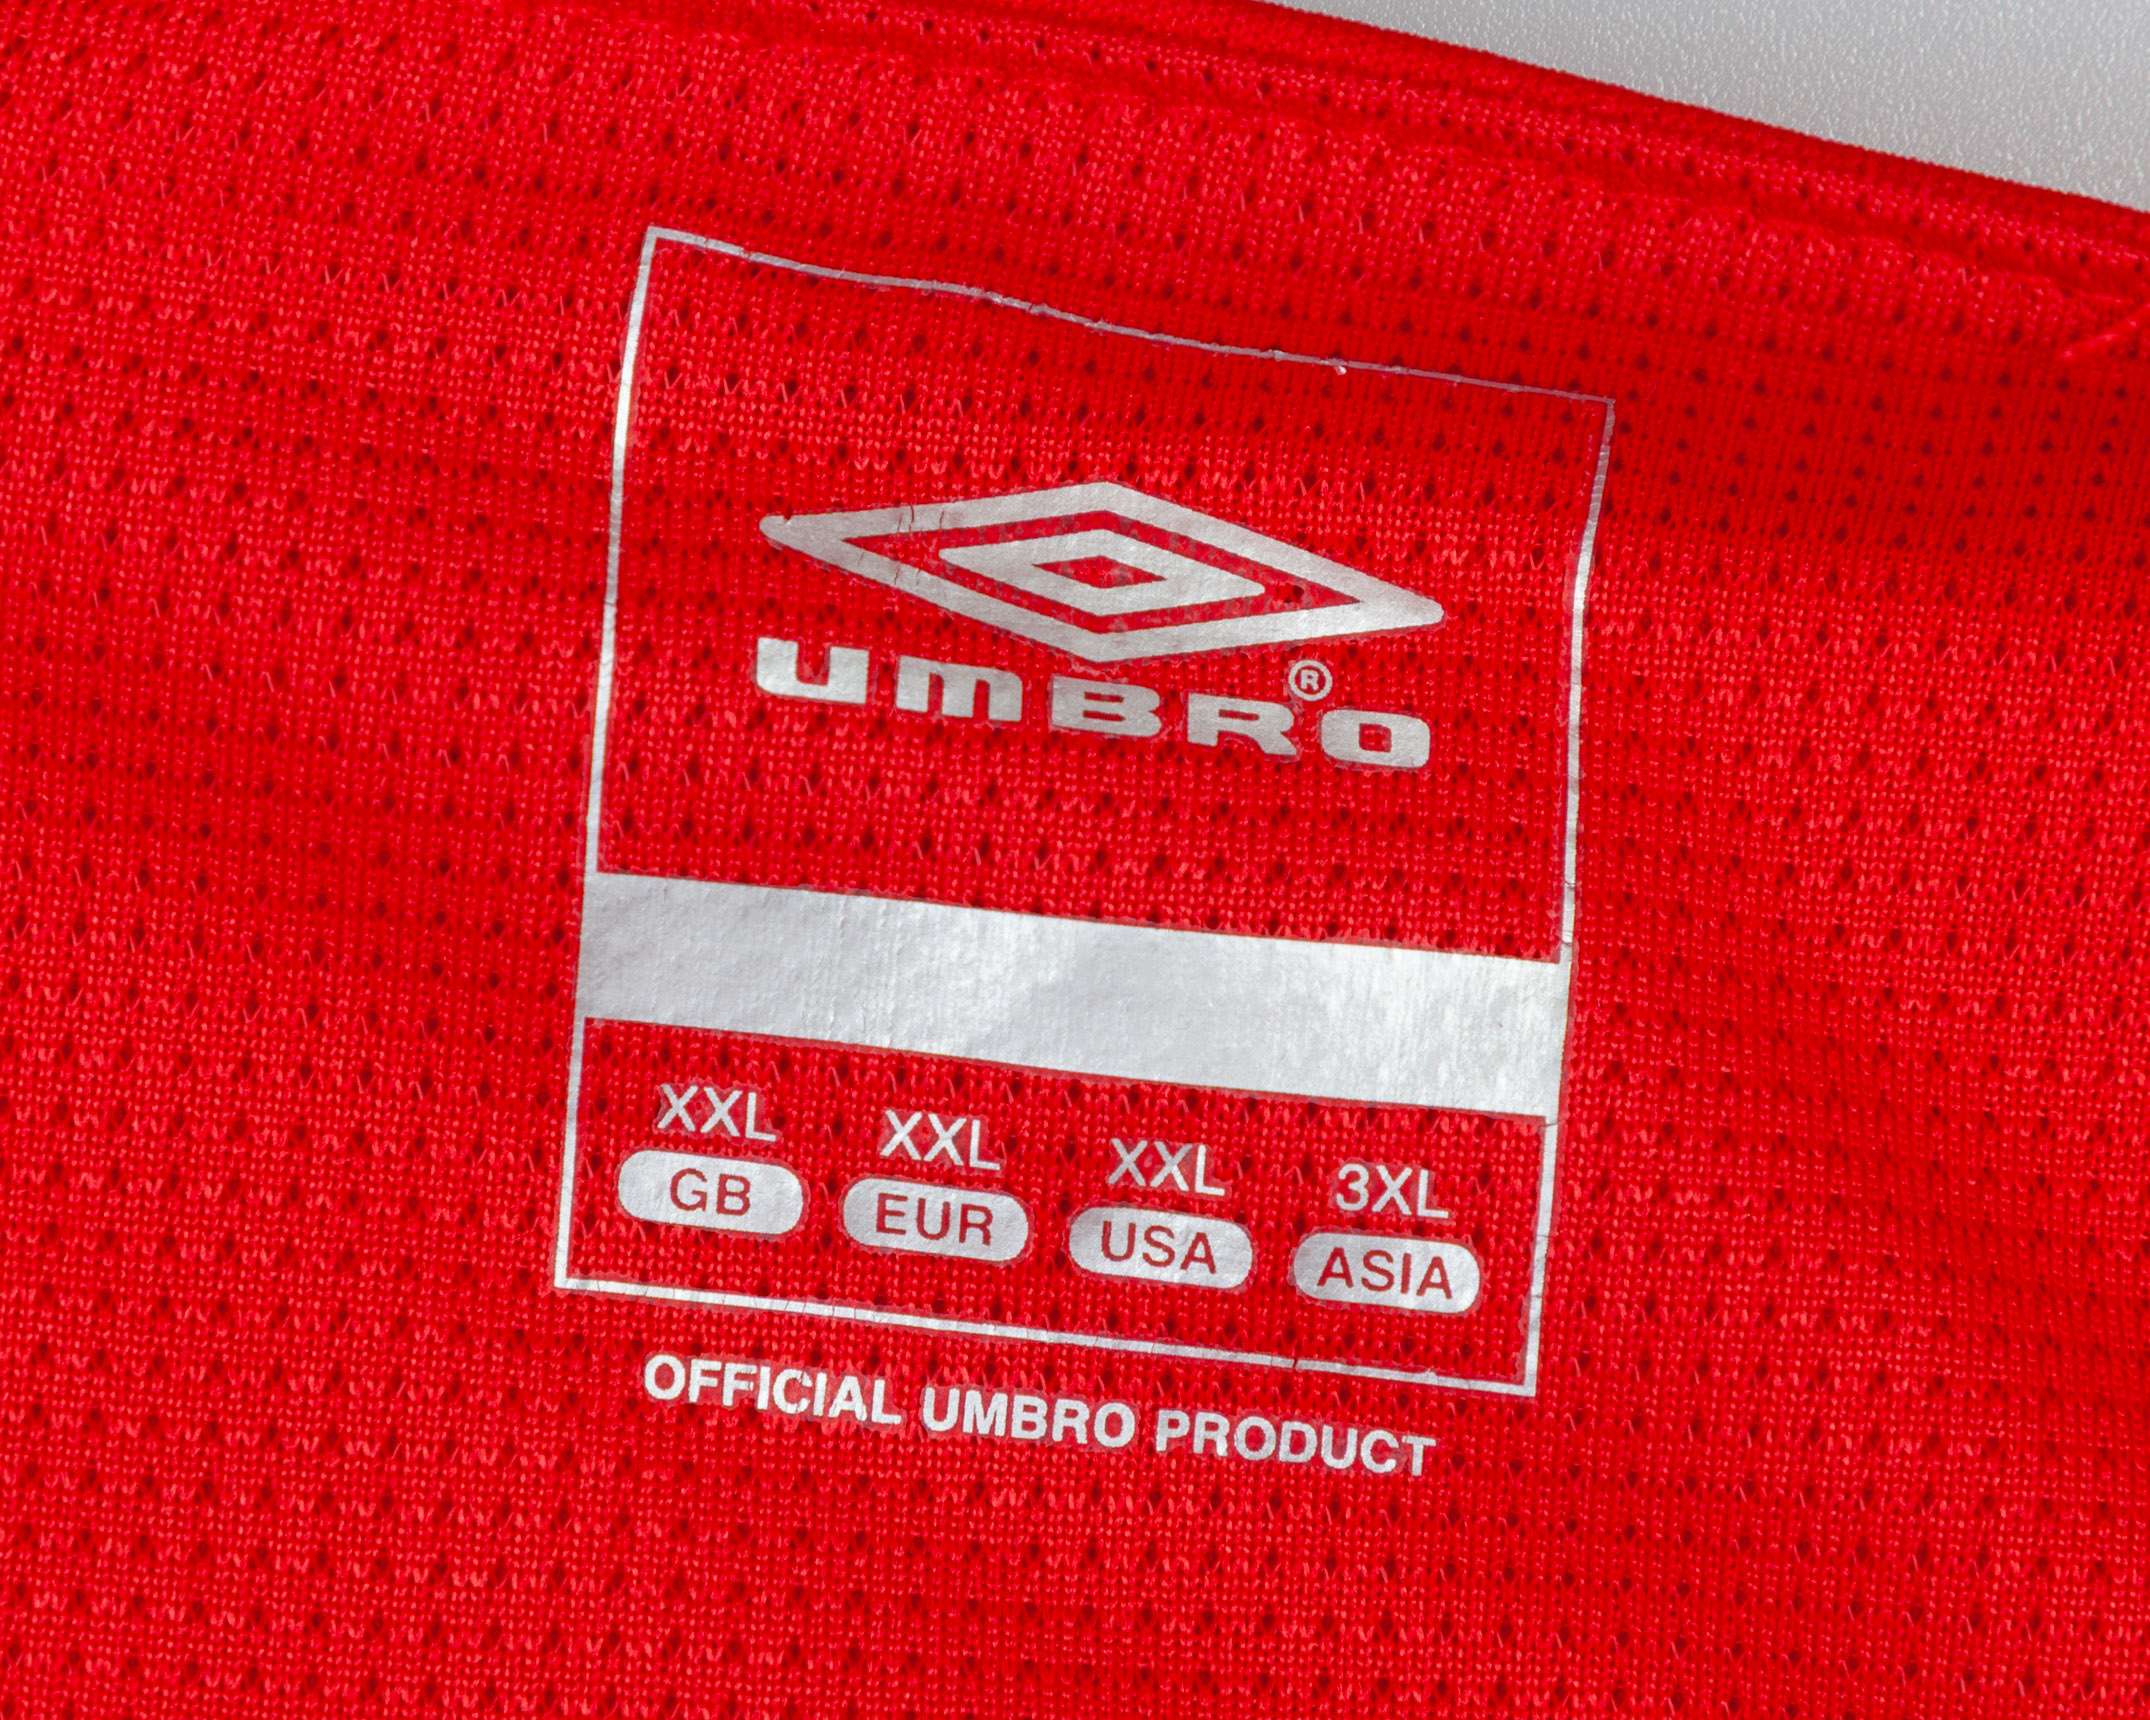 UMBRO®
XXL XXL XXL 3XL
GB EUR USA ASIA
OFFICIAL UMBRO PRODUCT